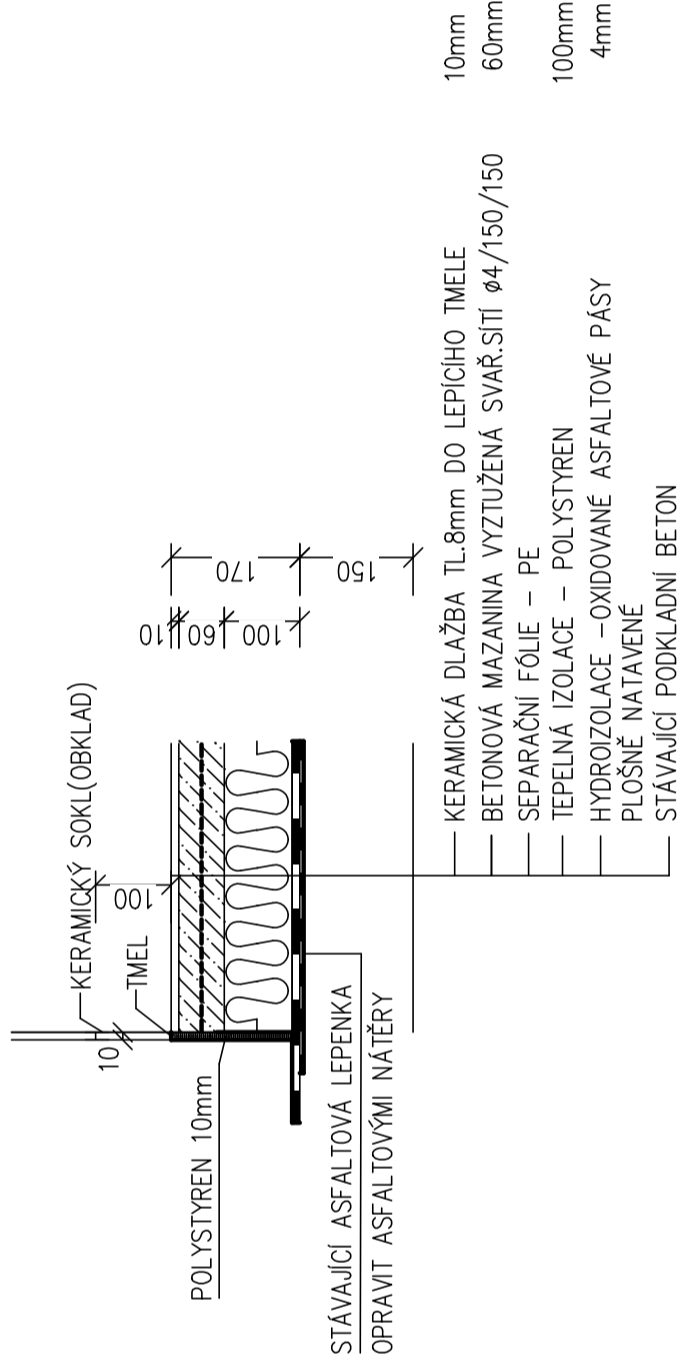 KERAMICKÝ SOKL(OBKLAD)
100
10
TMEL
POLYSTYREN 10mm
10
60
100
170
150
STÁVAJÍCÍ ASFALTOVÁ LEPENKA
OPRAVIT ASFALTOVÝMI NÁTĚRY
KERAMICKÁ DLAŽBA TL.8mm DO LEPÍCÍHO TMELE 10mm
BETONOVÁ MAZANINA VYZTUŽENÁ SVAŘ.SÍTÍ ø4/150/150 60mm
SEPARAČNÍ FÓLIE – PE
TEPELNÁ IZOLACE – POLYSTYREN 100mm
HYDROIZOLACE –OXIDOVANÉ ASFALTOVÉ PÁSY 4mm
PLOŠNĚ NATAVENÉ
STÁVAJÍCÍ PODKLADNÍ BETON